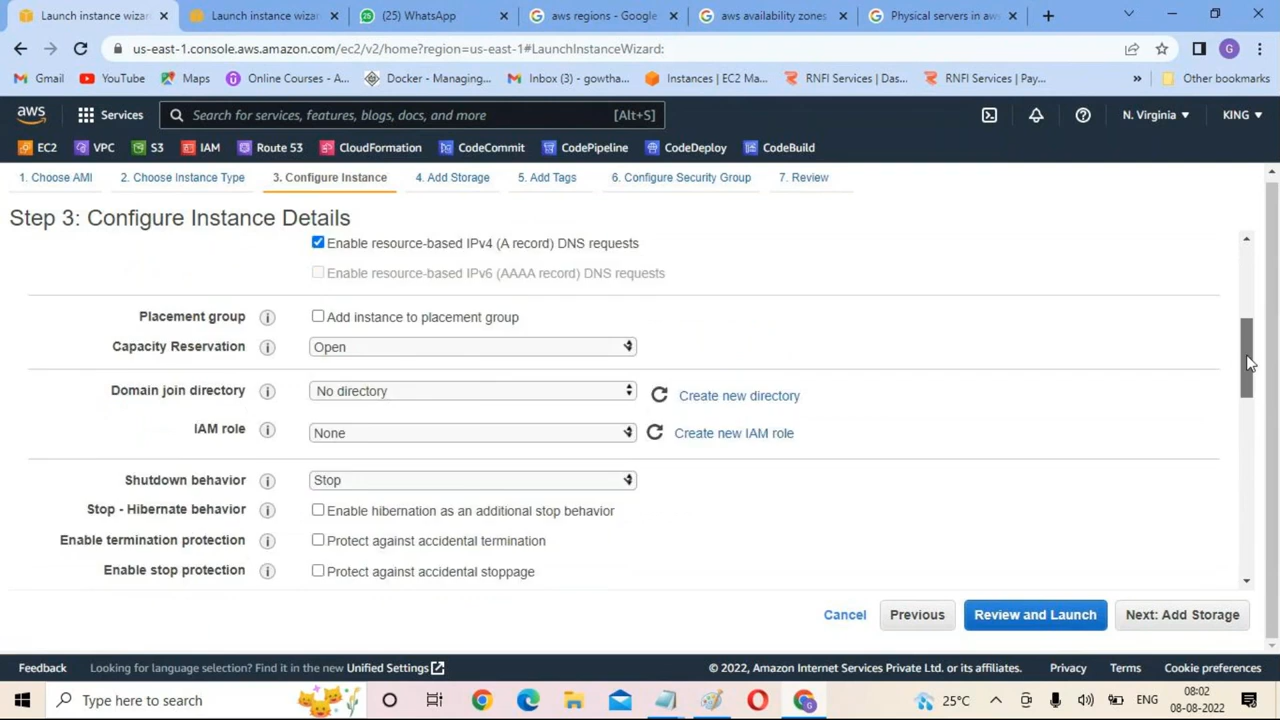 Launch instance wizar
Launch instance wizar
(25) WhatsApp
aws regions - Google
aws availability zones
Physical servers in aws
us-east-1.console.aws.amazon.com/ec2/v2/home?region=us-east-1#LaunchInstanceWizard:
G
Gmail
YouTube
Maps
Online Courses - A...
Docker - Managing...
Inbox (3) - gowtha...
Instances | EC2 Ma...
RNFI Services | Das...
RNFI Services | Pay...
»
Other bookmarks
aws
Services
Search for services, features, blogs, docs, and more
[Alt+S]
N. Virginia
KING
EC2
VPC
S3
IAM
Route 53
CloudFormation
CodeCommit
CodePipeline
CodeDeploy
CodeBuild
1. Choose AMI
2. Choose Instance Type
3. Configure Instance
4. Add Storage
5. Add Tags
6. Configure Security Group
7. Review
Step 3: Configure Instance Details
Enable resource-based IPv4 (A record) DNS requests
Enable resource-based IPv6 (AAAA record) DNS requests
Placement group
Add instance to placement group
Capacity Reservation
Open
Domain join directory
No directory
Create new directory
IAM role
None
Create new IAM role
Shutdown behavior
Stop
Stop - Hibernate behavior
Enable hibernation as an additional stop behavior
Enable termination protection
Protect against accidental termination
Enable stop protection
Protect against accidental stoppage
Cancel
Previous
Review and Launch
Next: Add Storage
Feedback
Looking for language selection? Find it in the new Unified Settings
© 2022, Amazon Internet Services Private Ltd. or its affiliates.
Privacy
Terms
Cookie preferences
Type here to search
25°C
ENG
08:02
08-08-2022